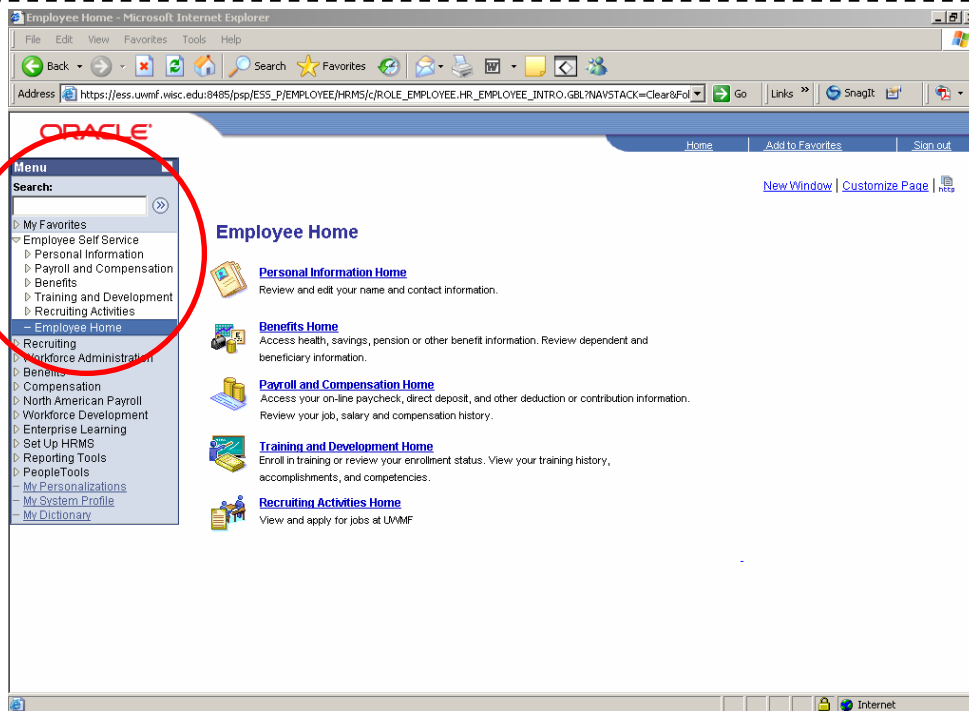 Employee Home - Microsoft Internet Explorer
File Edit View Favorites Tools Help
Back Search Favorites
Address https://ess.uwmf.wisc.edu:8485/psp/ESS_P/EMPLOYEE/HRMS/c/ROLE_EMPLOYEE.HR_EMPLOYEE_INTRO.GBL?NAVSTACK=Clear&Fol Go Links » SnagIt
ORACLE
Home Add to Favorites Sign out
Menu
Search:
New Window | Customize Page | http
My Favorites
Employee Self Service
Personal Information
Payroll and Compensation
Benefits
Training and Development
Recruiting Activities
Employee Home
Recruiting
Workforce Administration
Benefits
Compensation
North American Payroll
Workforce Development
Enterprise Learning
Set Up HRMS
Reporting Tools
PeopleTools
My Personalizations
My System Profile
My Dictionary
Employee Home
Personal Information Home
Review and edit your name and contact information.
Benefits Home
Access health, savings, pension or other benefit information. Review dependent and
beneficiary information.
Payroll and Compensation Home
Access your on-line paycheck, direct deposit, and other deduction or contribution information.
Review your job, salary and compensation history.
Training and Development Home
Enroll in training or review your enrollment status. View your training history,
accomplishments, and competencies.
Recruiting Activities Home
View and apply for jobs at UWMF
Internet